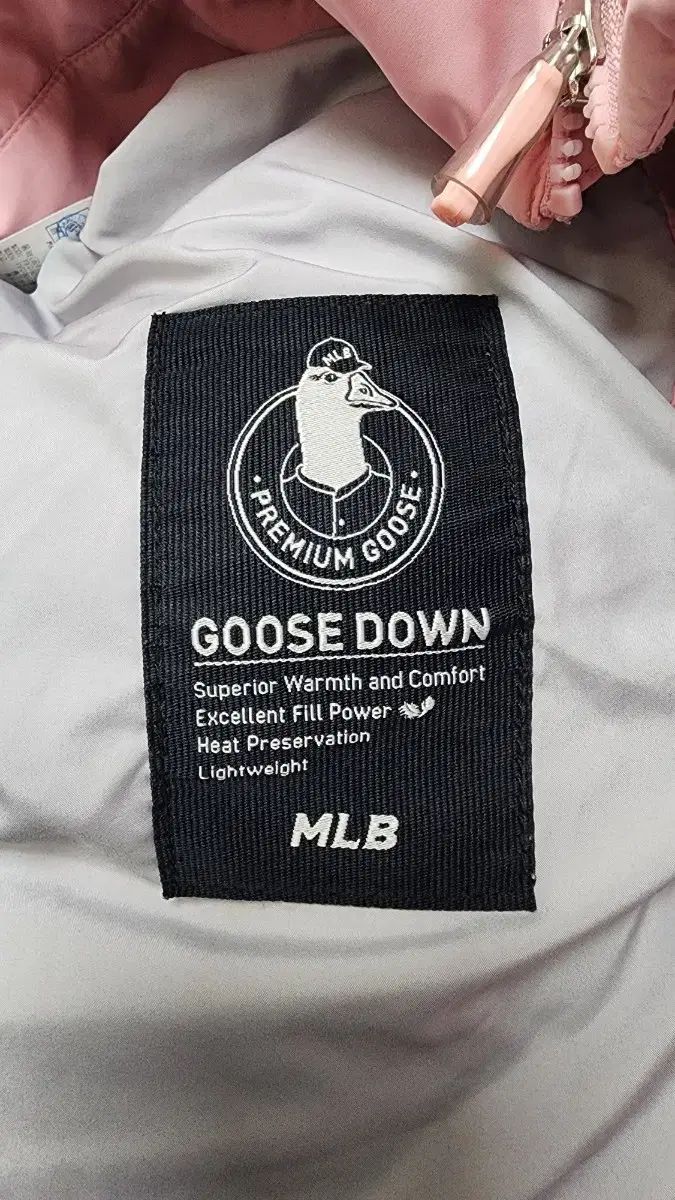 MLB
· PREMIUM GOOSE ·
GOOSE DOWN
Superior Warmth and Comfort
Excellent Fill Power
Heat Preservation
Lightweight
MLB